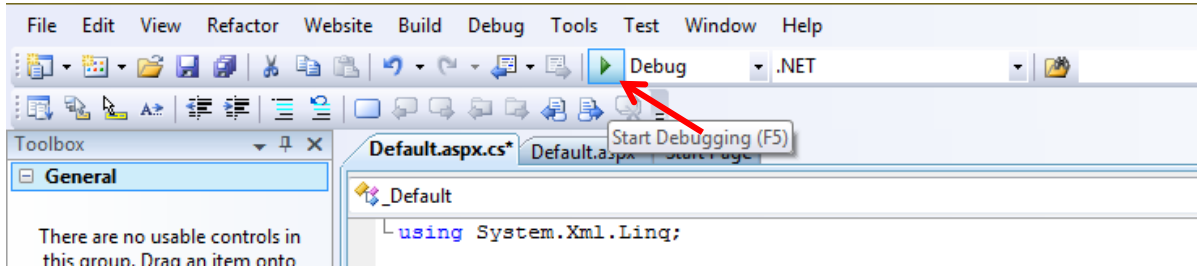 File Edit View Refactor Website Build Debug Tools Test Window Help
Debug .NET
Start Debugging (F5)
Toolbox
Default.aspx.cs* Default.aspx Start Page
General
_Default
using System.Xml.Linq;
There are no usable controls in
this group. Drag an item onto